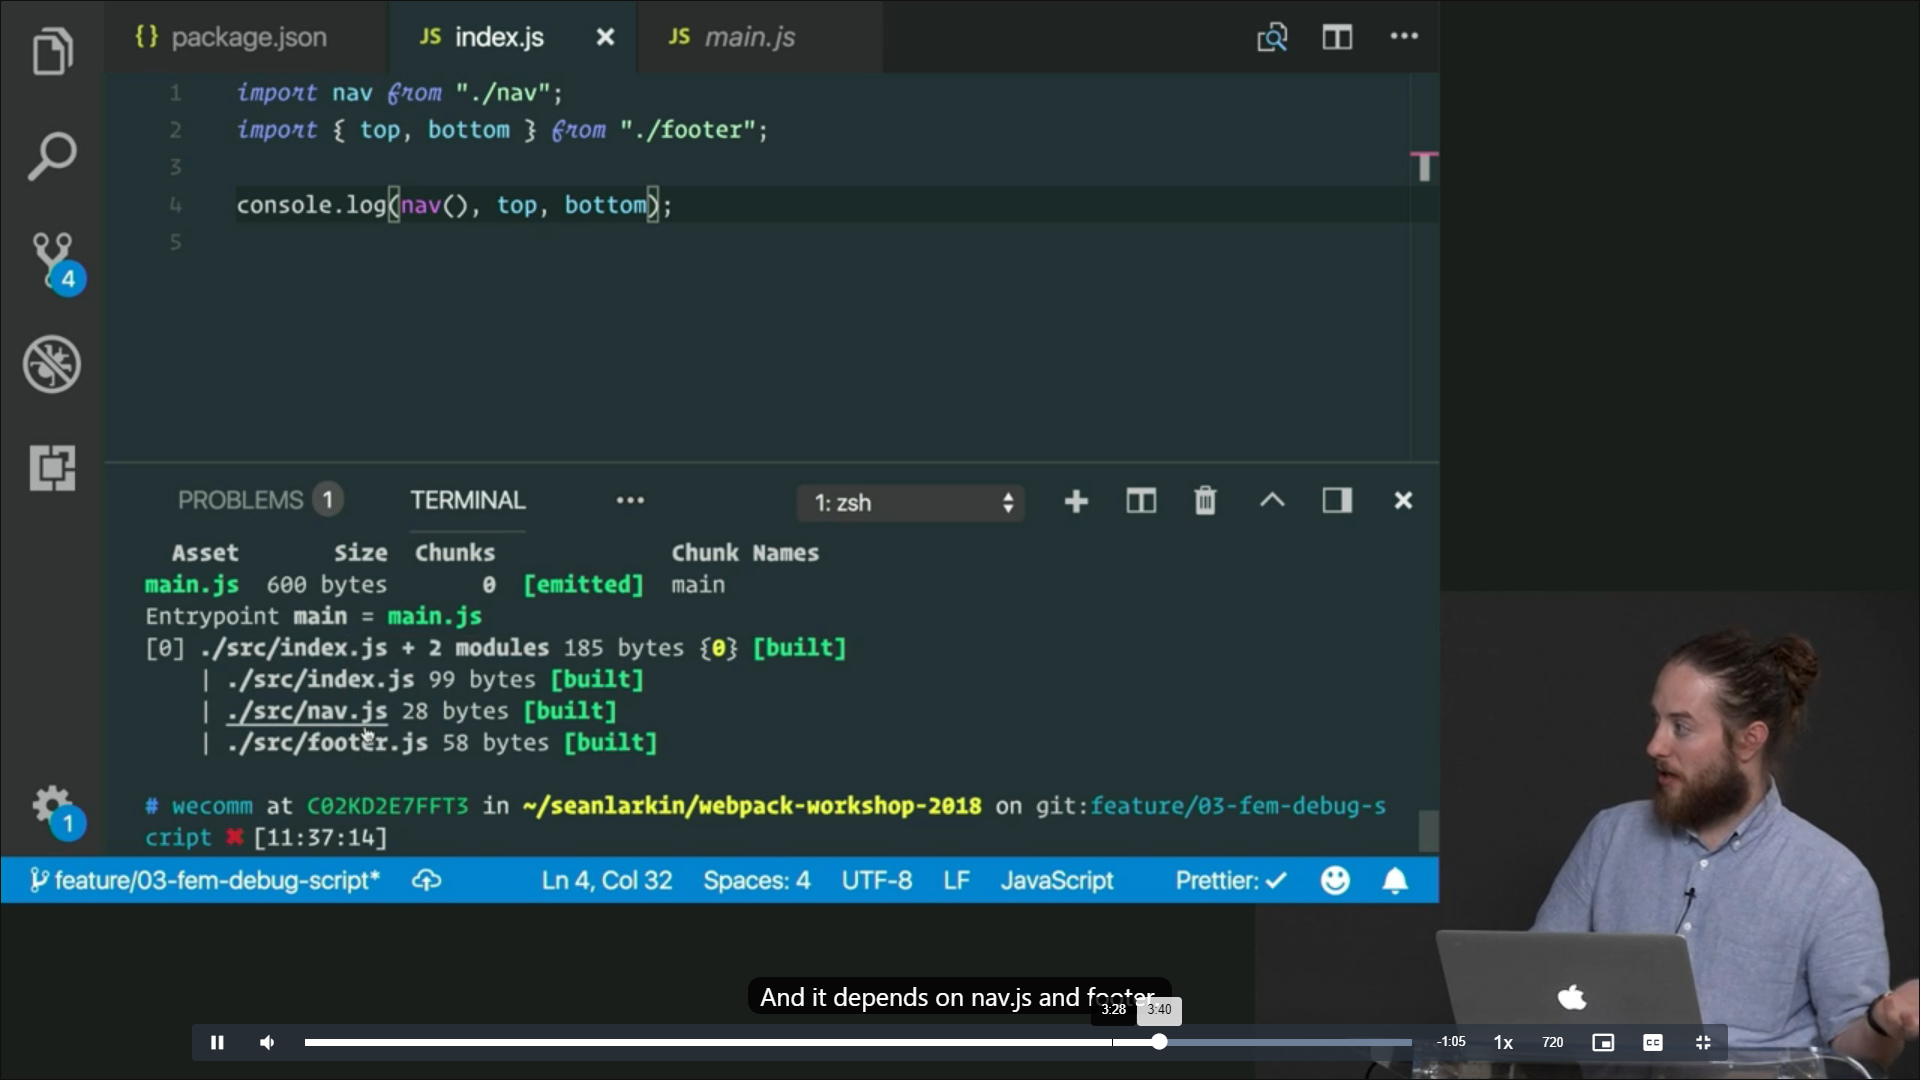 {} package.json JS index.js × JS main.js
1 import nav from "./nav";
2 import { top, bottom } from "./footer";
3
4 console.log(nav(), top, bottom);
5
4
1
PROBLEMS 1 TERMINAL ... 1: zsh
Asset Size Chunks Chunk Names
main.js 600 bytes 0 [emitted] main
Entrypoint main = main.js
[0] ./src/index.js + 2 modules 185 bytes {0} [built]
| ./src/index.js 99 bytes [built]
| ./src/nav.js 28 bytes [built]
| ./src/footer.js 58 bytes [built]
# wecomm at C02KD2E7FFT3 in ~/seanlarkin/webpack-workshop-2018 on git:feature/03-fem-debug-s
cript ✖ [11:37:14]
feature/03-fem-debug-script* Ln 4, Col 32 Spaces: 4 UTF-8 LF JavaScript Prettier: ✓
And it depends on nav.js and footer.
3:28 3:40
-1:05 1x 720 CC